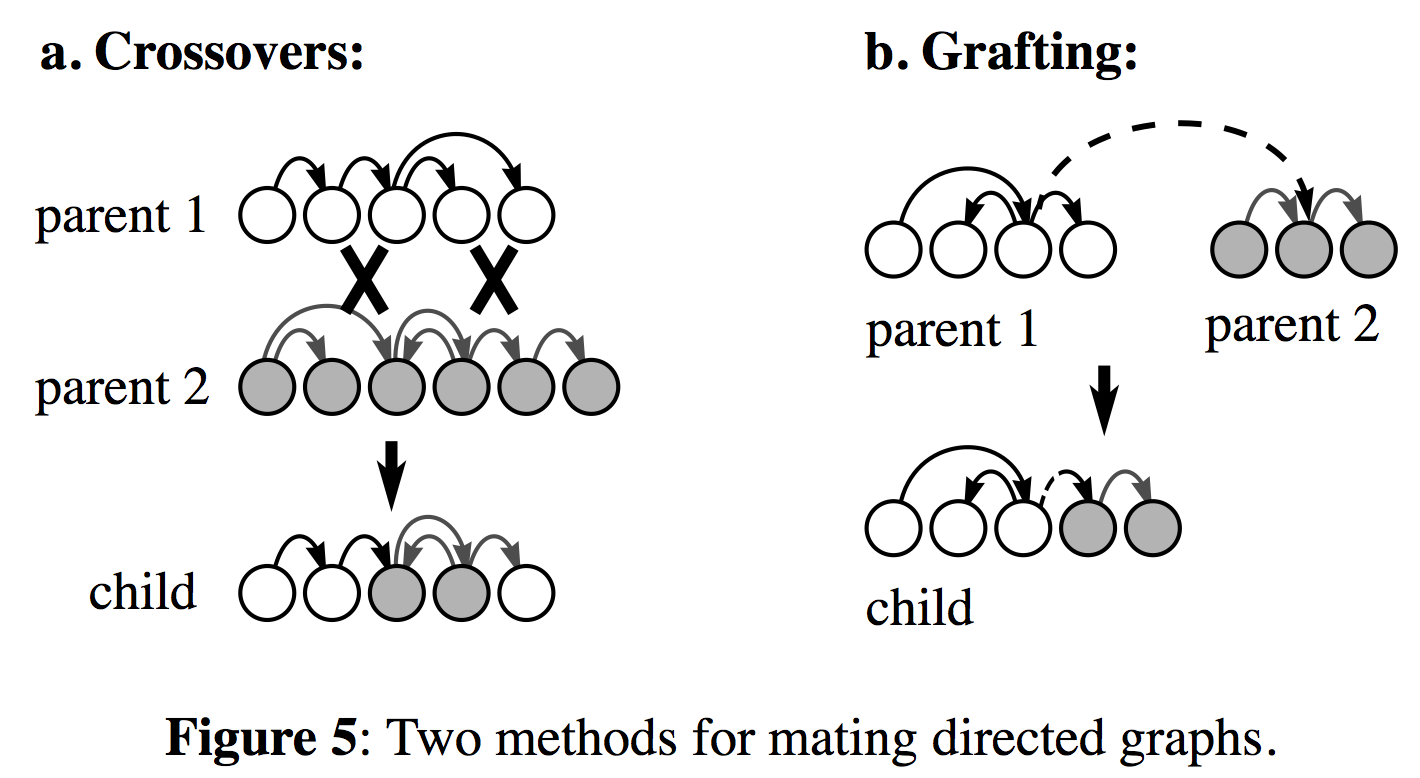 a. Crossovers:
parent 1
parent 2
child
b. Grafting:
parent 1
parent 2
child
Figure 5: Two methods for mating directed graphs.